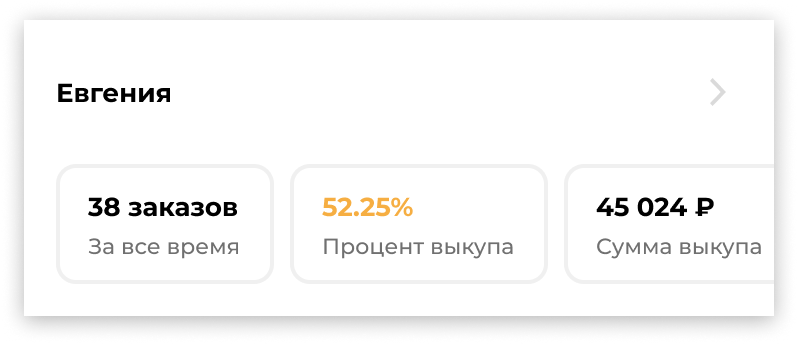 Евгения
38 заказов
За все время
52.25%
Процент выкупа
45 024 ₽
Сумма выкупа